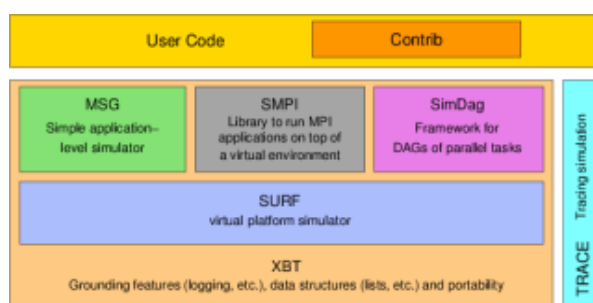 User Code
Contrib
MSG
Simple application–
level simulator
SMPI
Library to run MPI
applications on top of
a virtual environment
SimDag
Framework for
DAGs of parallel tasks
SURF
virtual platform simulator
XBT
Grounding features (logging, etc.), data structures (lists, etc.) and portability
TRACE
Tracing simulation